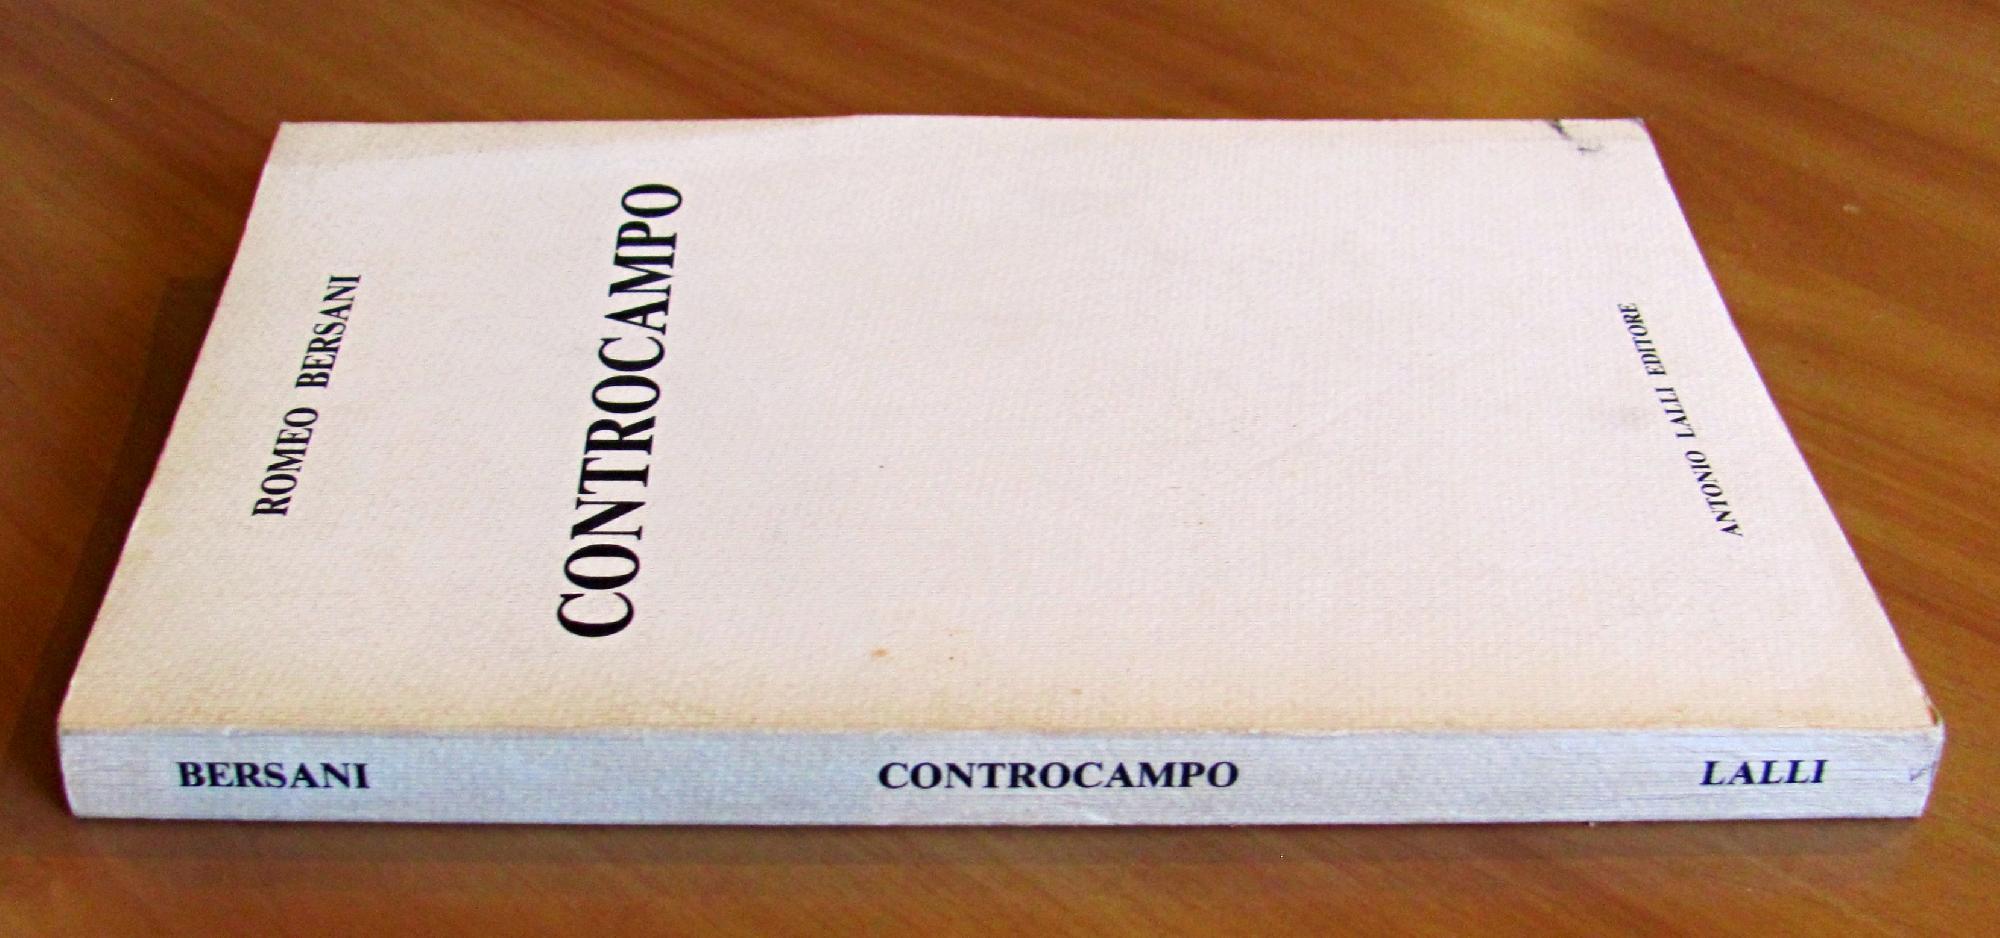 ROMEO BERSANI
CONTROCAMPO
ANTONIO LALLI EDITORE
BERSANI CONTROCAMPO LALLI